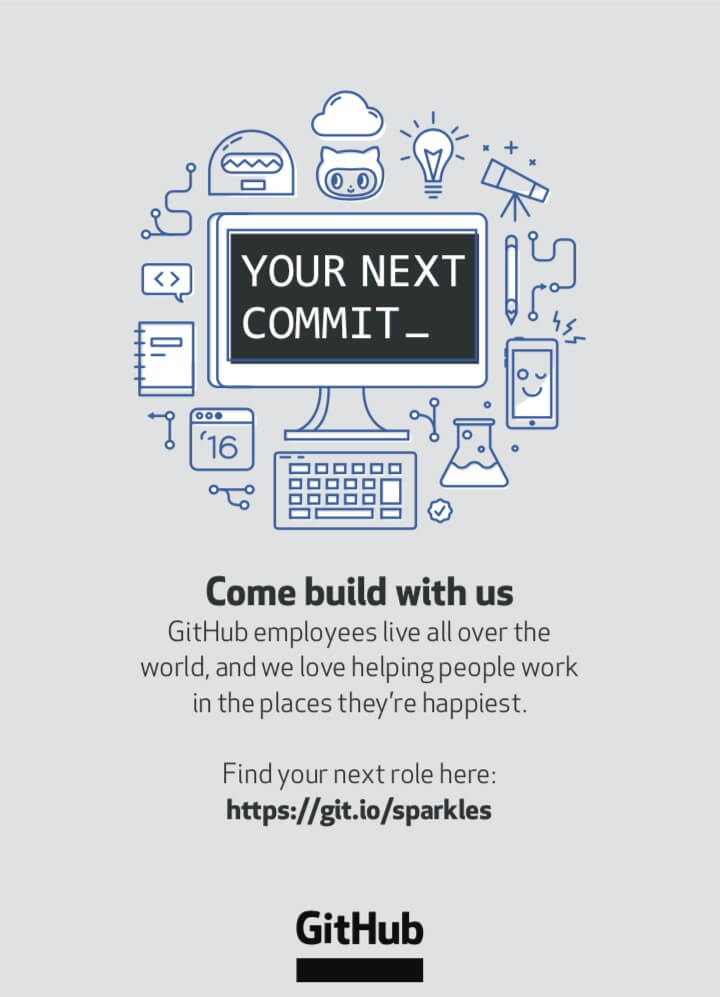 YOUR NEXT
COMMIT_
<>
‘16
Come build with us
GitHub employees live all over the
world, and we love helping people work
in the places they’re happiest.
Find your next role here:
https://git.io/sparkles
GitHub